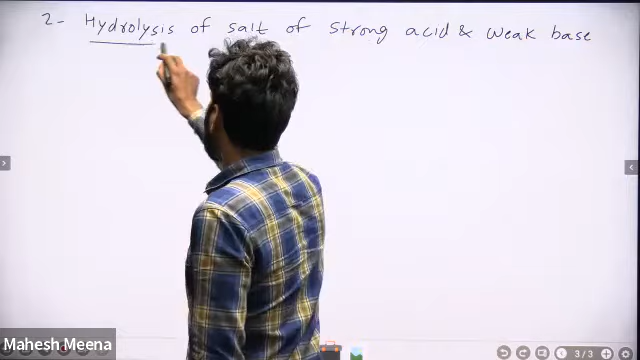 2- Hydrolysis of salt of strong acid & weak base
Mahesh Meena
3/3